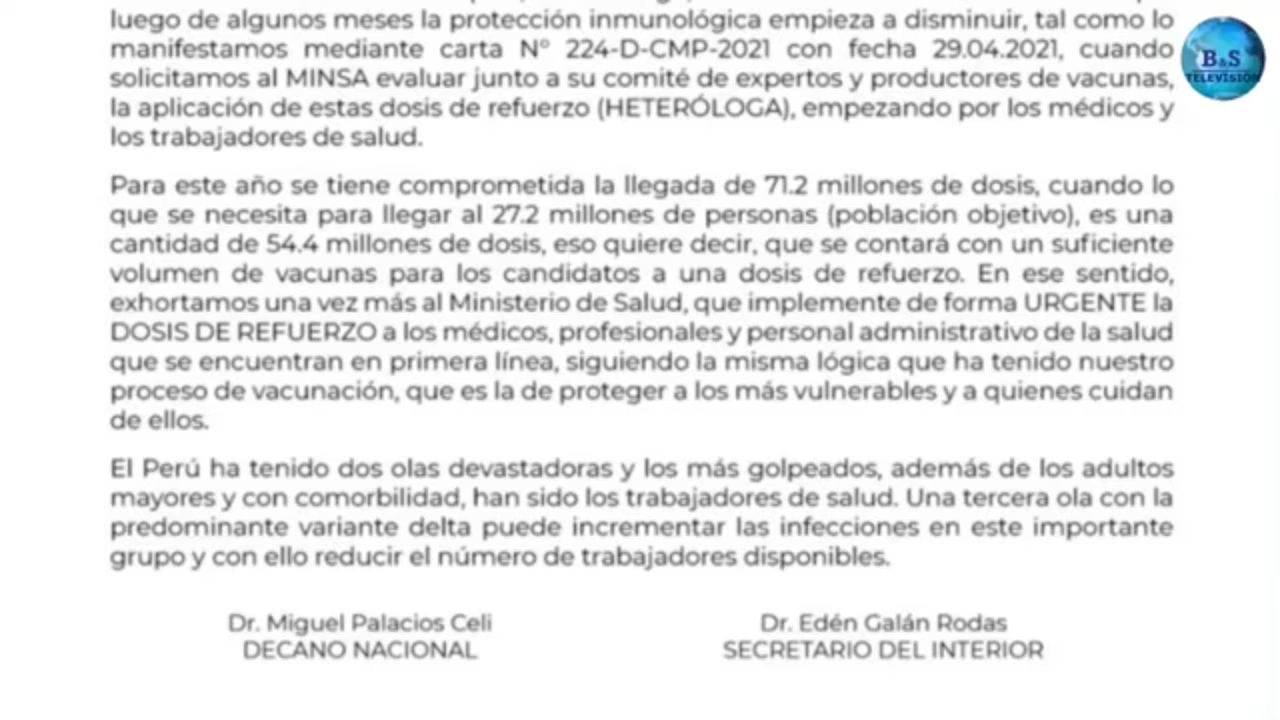 luego de algunos meses la protección inmunológica empieza a disminuir, tal como lo
manifestamos mediante carta N° 224-D-CMP-2021 con fecha 29.04.2021, cuando
solicitamos al MINSA evaluar junto a su comité de expertos y productores de vacunas,
la aplicación de estas dosis de refuerzo (HETERÓLOGA), empezando por los médicos y
los trabajadores de salud.
Para este año se tiene comprometida la llegada de 71.2 millones de dosis, cuando lo
que se necesita para llegar al 27.2 millones de personas (población objetivo), es una
cantidad de 54.4 millones de dosis, eso quiere decir, que se contará con un suficiente
volumen de vacunas para los candidatos a una dosis de refuerzo. En ese sentido,
exhortamos una vez más al Ministerio de Salud, que implemente de forma URGENTE la
DOSIS DE REFUERZO a los médicos, profesionales y personal administrativo de la salud
que se encuentran en primera línea, siguiendo la misma lógica que ha tenido nuestro
proceso de vacunación, que es la de proteger a los más vulnerables y a quienes cuidan
de ellos.
El Perú ha tenido dos olas devastadoras y los más golpeados, además de los adultos
mayores y con comorbilidad, han sido los trabajadores de salud. Una tercera ola con la
predominante variante delta puede incrementar las infecciones en este importante
grupo y con ello reducir el número de trabajadores disponibles.
Dr. Miguel Palacios Celi
DECANO NACIONAL
Dr. Edén Galán Rodas
SECRETARIO DEL INTERIOR
B&S
TELEVISIÓN